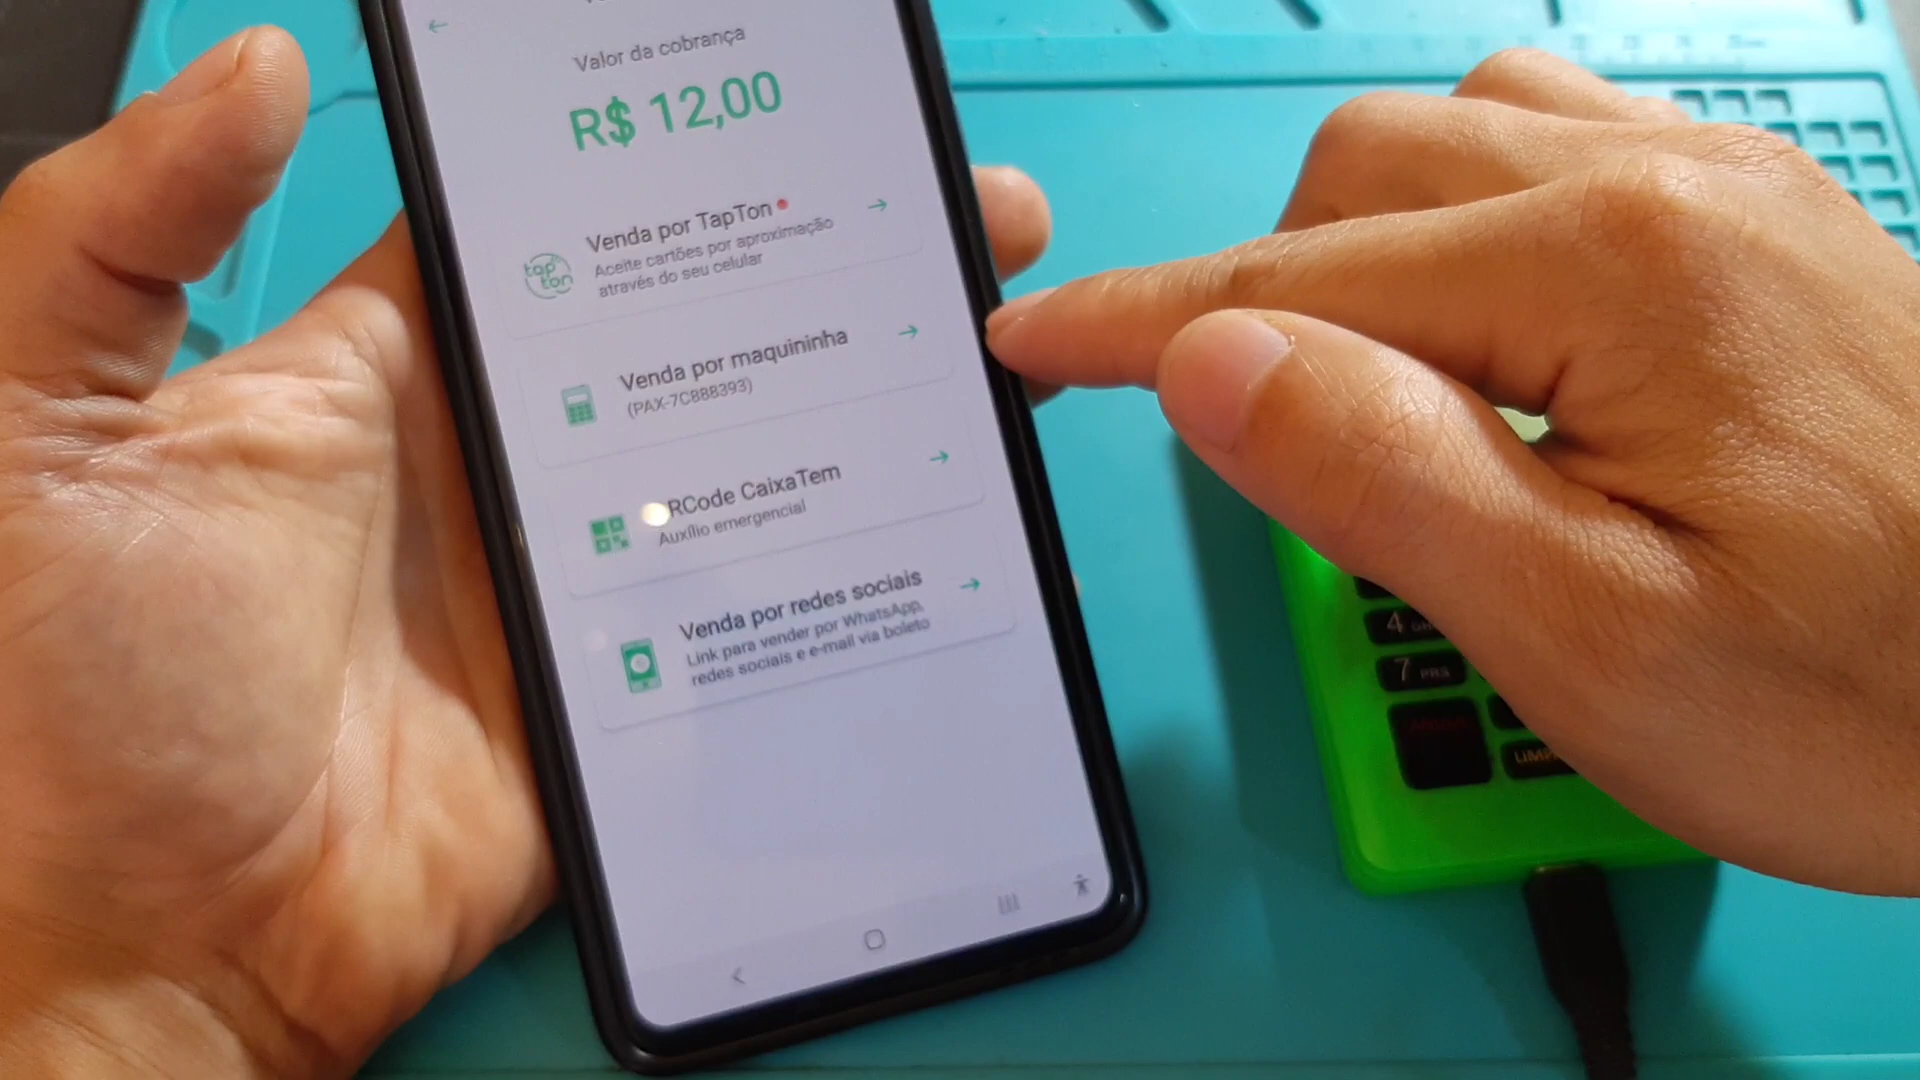 Valor da cobrança
R$ 12,00
tap
ton
Venda por TapTon
Aceite cartões por aproximação
através do seu celular
Venda por maquininha
(PAX-7C888393)
RCode CaixaTem
Auxílio emergencial
Venda por redes sociais
Link para vender por WhatsApp,
redes sociais e e-mail via boleto
4
7 PRS